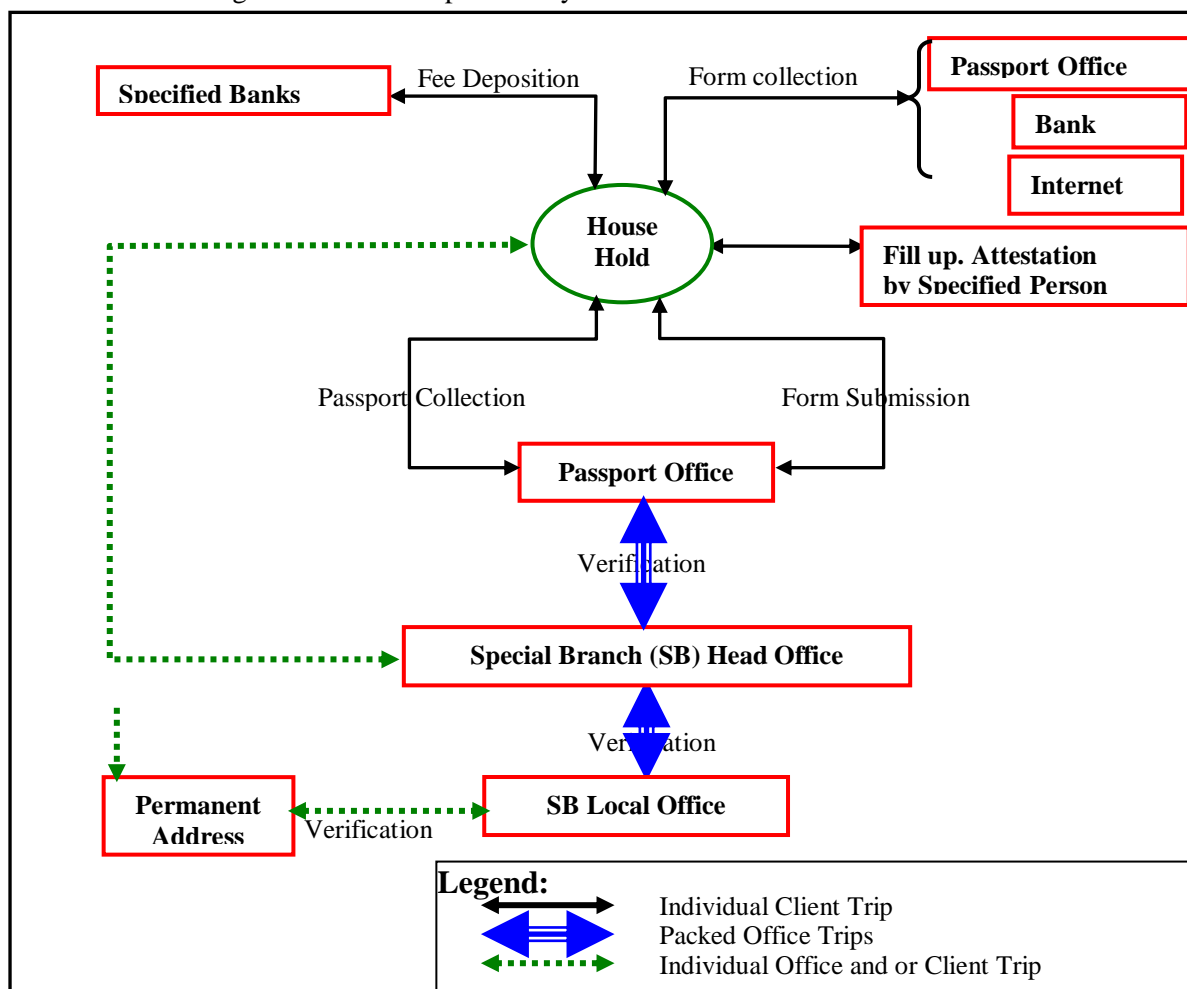 Specified Banks
Fee Deposition
Form collection
Passport Office
Bank
Internet
House
Hold
Fill up. Attestation
by Specified Person
Passport Collection
Form Submission
Passport Office
Verification
Special Branch (SB) Head Office
Verification
Permanent
Address
Verification
SB Local Office
Legend:
Individual Client Trip
Packed Office Trips
Individual Office and or Client Trip